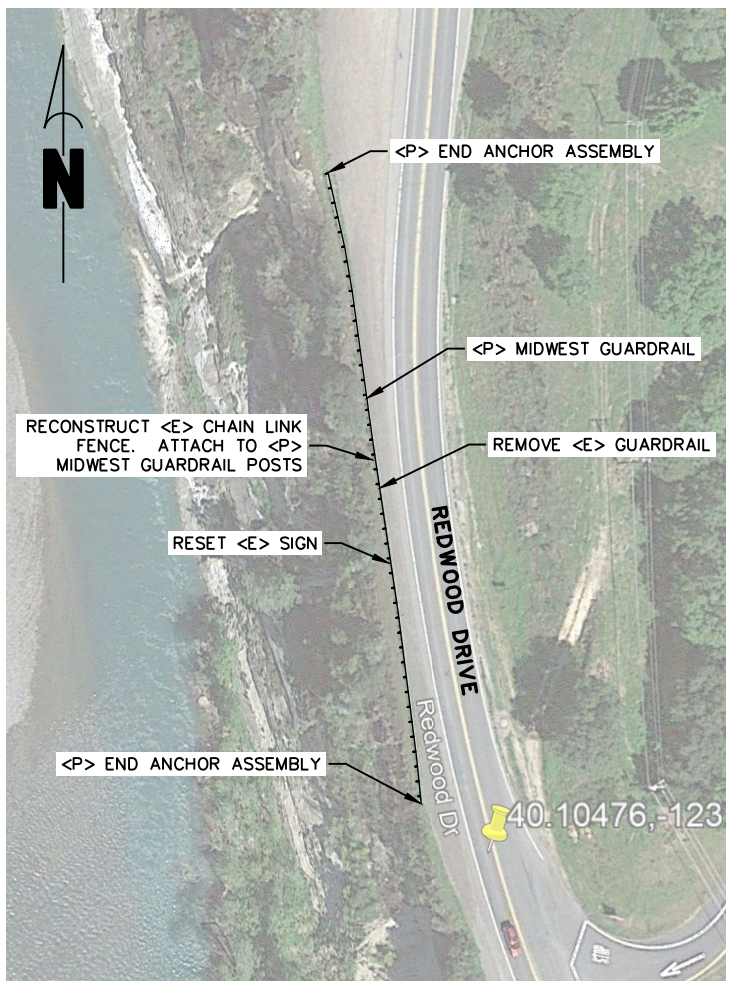 N
<P> END ANCHOR ASSEMBLY
<P> MIDWEST GUARDRAIL
RECONSTRUCT <E> CHAIN LINK
FENCE. ATTACH TO <P>
MIDWEST GUARDRAIL POSTS
REMOVE <E> GUARDRAIL
RESET <E> SIGN
REDWOOD DRIVE
Redwood Dr
<P> END ANCHOR ASSEMBLY
40.10476,-123
STOP